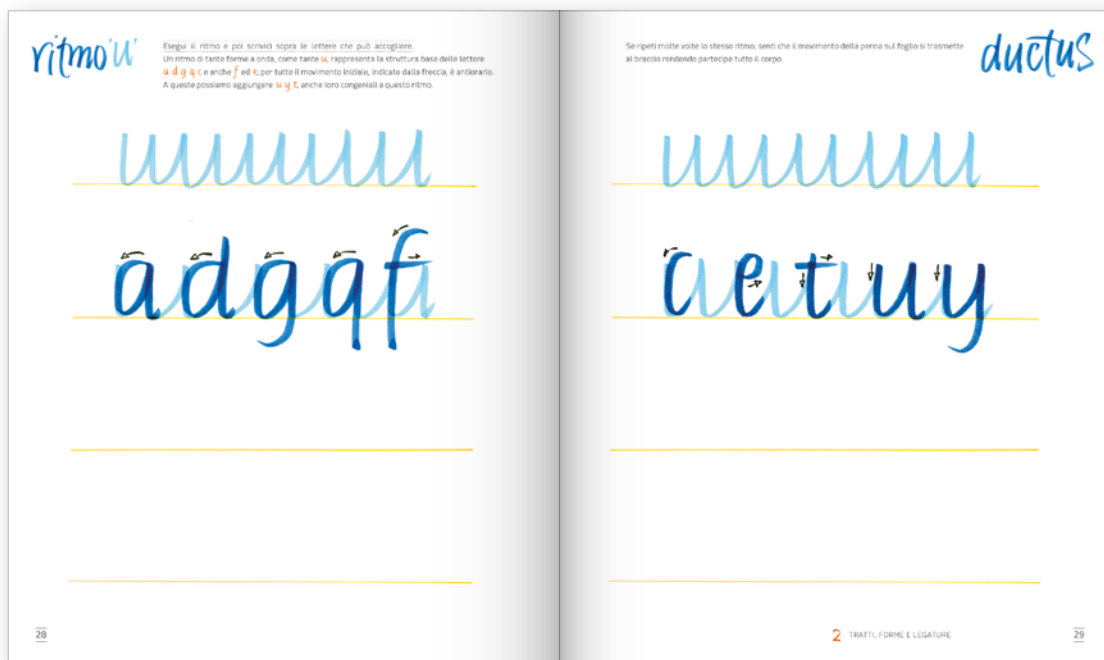 ritmo 'u'
Esegui il ritmo e poi scrivici sopra le lettere che può accogliere.
Un ritmo di tante forme a onda, come tante u, rappresenta la struttura base delle lettere
a d g q c e anche f ed t; per tutte il movimento iniziale, indicato dalla freccia, è antiorario.
A queste possiamo aggiungere u y t, anche loro congeniali a questo ritmo.
a d g q f
28
Se ripeti molte volte lo stesso ritmo, senti che il movimento della penna sul foglio si trasmette
al braccio rendendo partecipe tutto il corpo.
ductus
c e t u y
2 TRATTI, FORME E LEGATURE
29